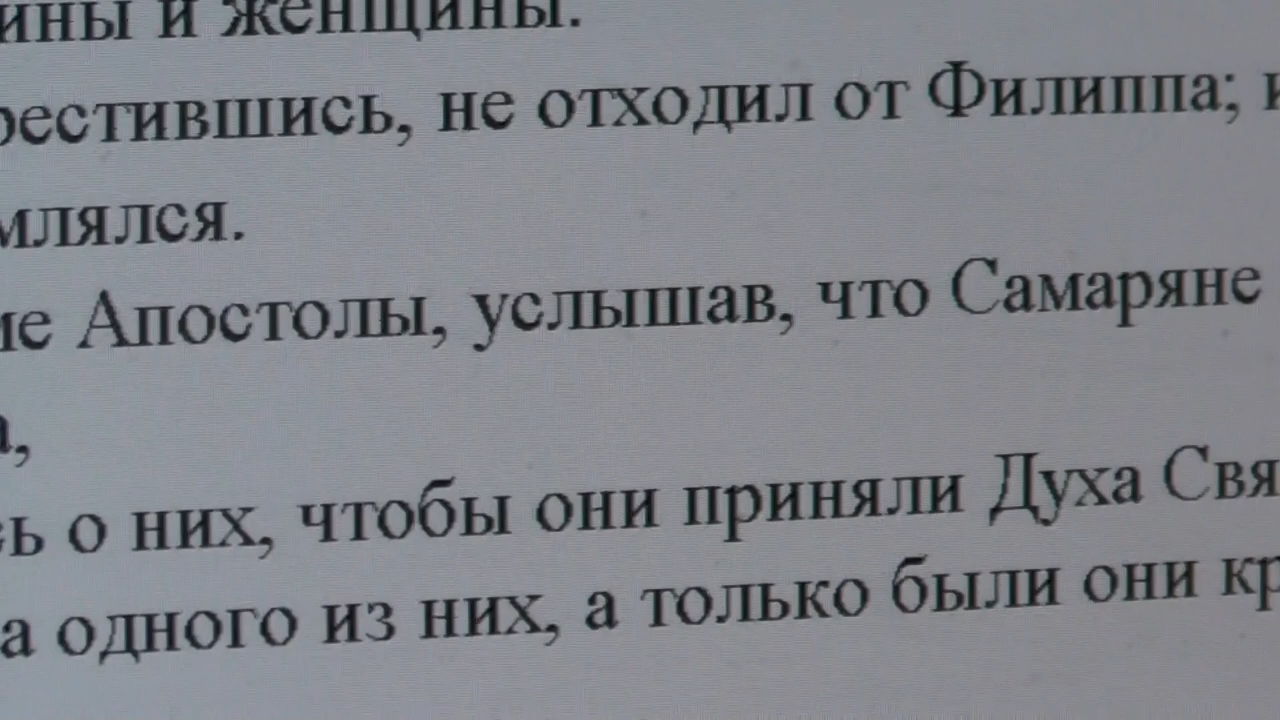 ины и женщины.
рестившись, не отходил от Филиппа; и
млялся.
ие Апостолы, услышав, что Самаряне
а,
сь о них, чтобы они приняли Духа Свя
а одного из них, а только были они кр